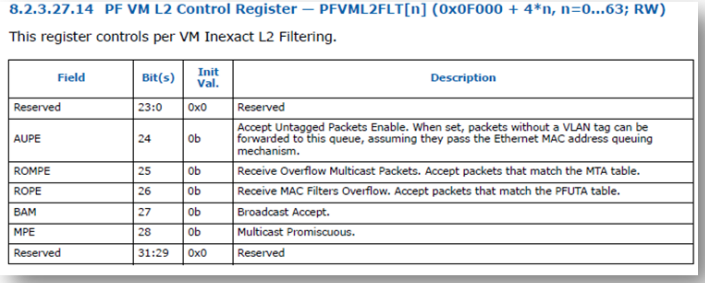 8.2.3.27.14 PF VM L2 Control Register — PFVML2FLT[n] (0x0F000 + 4*n, n=0...63; RW)
This register controls per VM Inexact L2 Filtering.
Field Bit(s) Init Val. Description
Reserved 23:0 0x0 Reserved
AUPE 24 0b Accept Untagged Packets Enable. When set, packets without a VLAN tag can be
forwarded to this queue, assuming they pass the Ethernet MAC address queuing
mechanism.
ROMPE 25 0b Receive Overflow Multicast Packets. Accept packets that match the MTA table.
ROPE 26 0b Receive MAC Filters Overflow. Accept packets that match the PFUTA table.
BAM 27 0b Broadcast Accept.
MPE 28 0b Multicast Promiscuous.
Reserved 31:29 0x0 Reserved